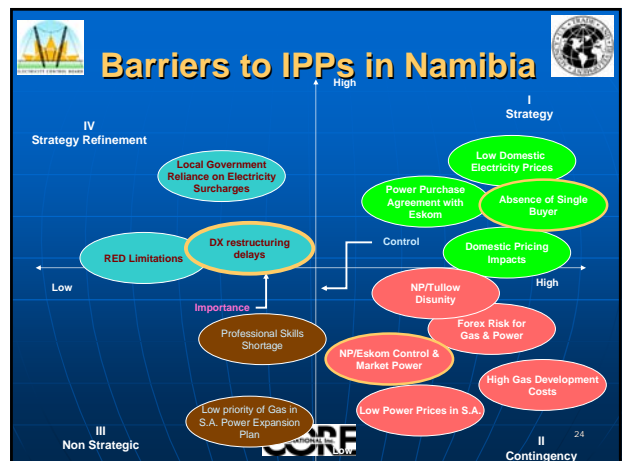 Barriers to IPPs in Namibia
High
I
Strategy
IV
Strategy Refinement
Low Domestic
Electricity Prices
Local Government
Reliance on Electricity
Surcharges
Power Purchase
Agreement with
Eskom
Absence of Single
Buyer
DX restructuring
delays
Control
Domestic Pricing
Impacts
RED Limitations
Low
High
NP/Tullow
Disunity
Importance
Forex Risk for
Gas & Power
Professional Skills
Shortage
NP/Eskom Control &
Market Power
High Gas Development
Costs
Low priority of Gas in
S.A. Power Expansion
Plan
Low Power Prices in S.A.
III
Non Strategic
CORE
Low
24
II
Contingency